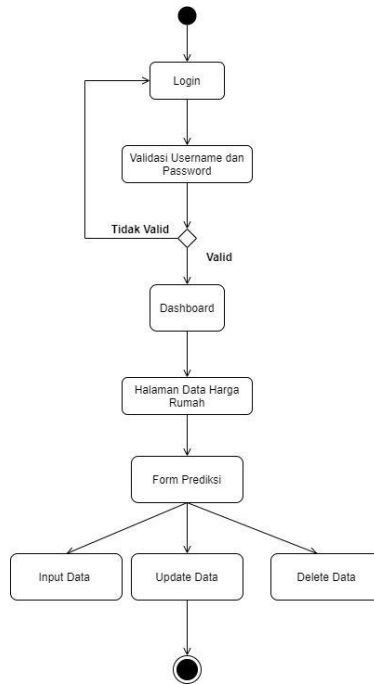 Login
Validasi Username dan
Password
Tidak Valid
Valid
Dashboard
Halaman Data Harga
Rumah
Form Prediksi
Input Data
Update Data
Delete Data